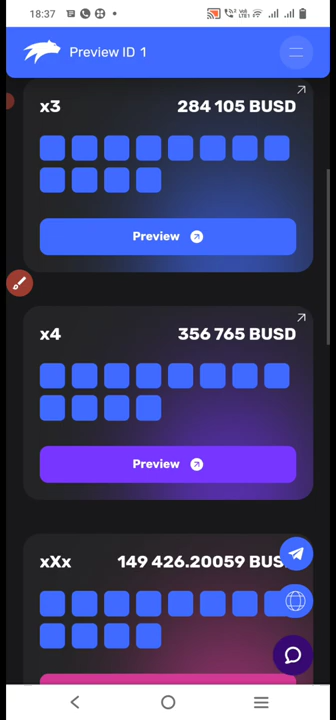 18:37
Preview ID 1
x3 284 105 BUSD
Preview
x4 356 765 BUSD
Preview
xXx 149 426.20059 BUS